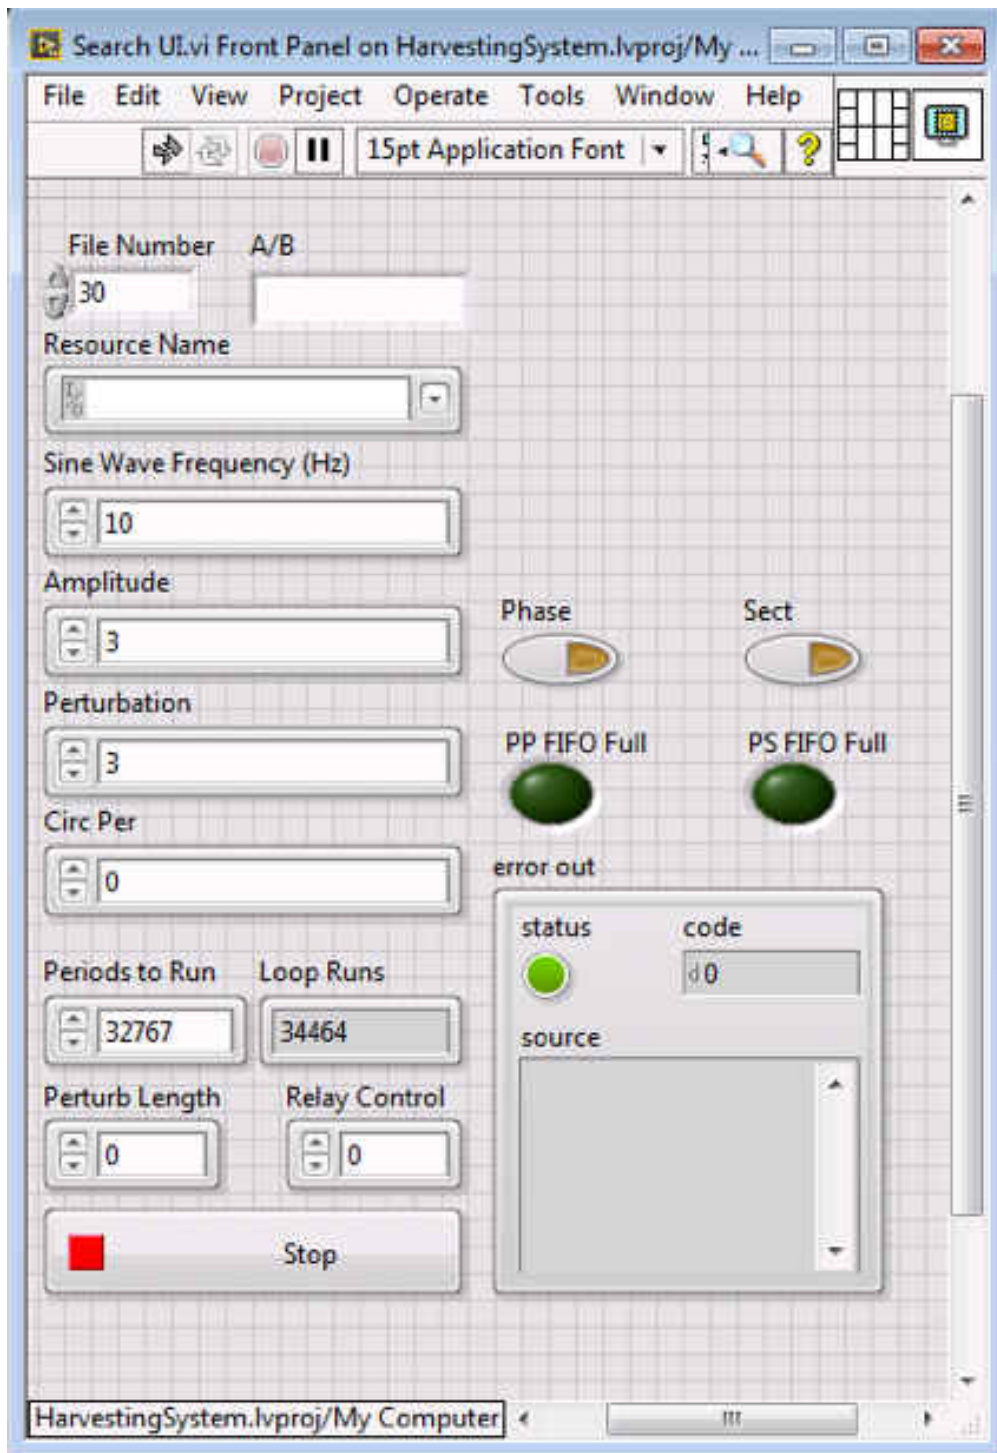 Search UI.vi Front Panel on HarvestingSystem.lvproj/My ...
File Edit View Project Operate Tools Window Help
15pt Application Font
File Number A/B
30
Resource Name
Sine Wave Frequency (Hz)
10
Amplitude
3
Phase Sect
Perturbation
3
PP FIFO Full PS FIFO Full
Circ Per
0
error out
status code
d 0
Periods to Run Loop Runs
32767 34464
source
Perturb Length Relay Control
0 0
Stop
HarvestingSystem.lvproj/My Computer